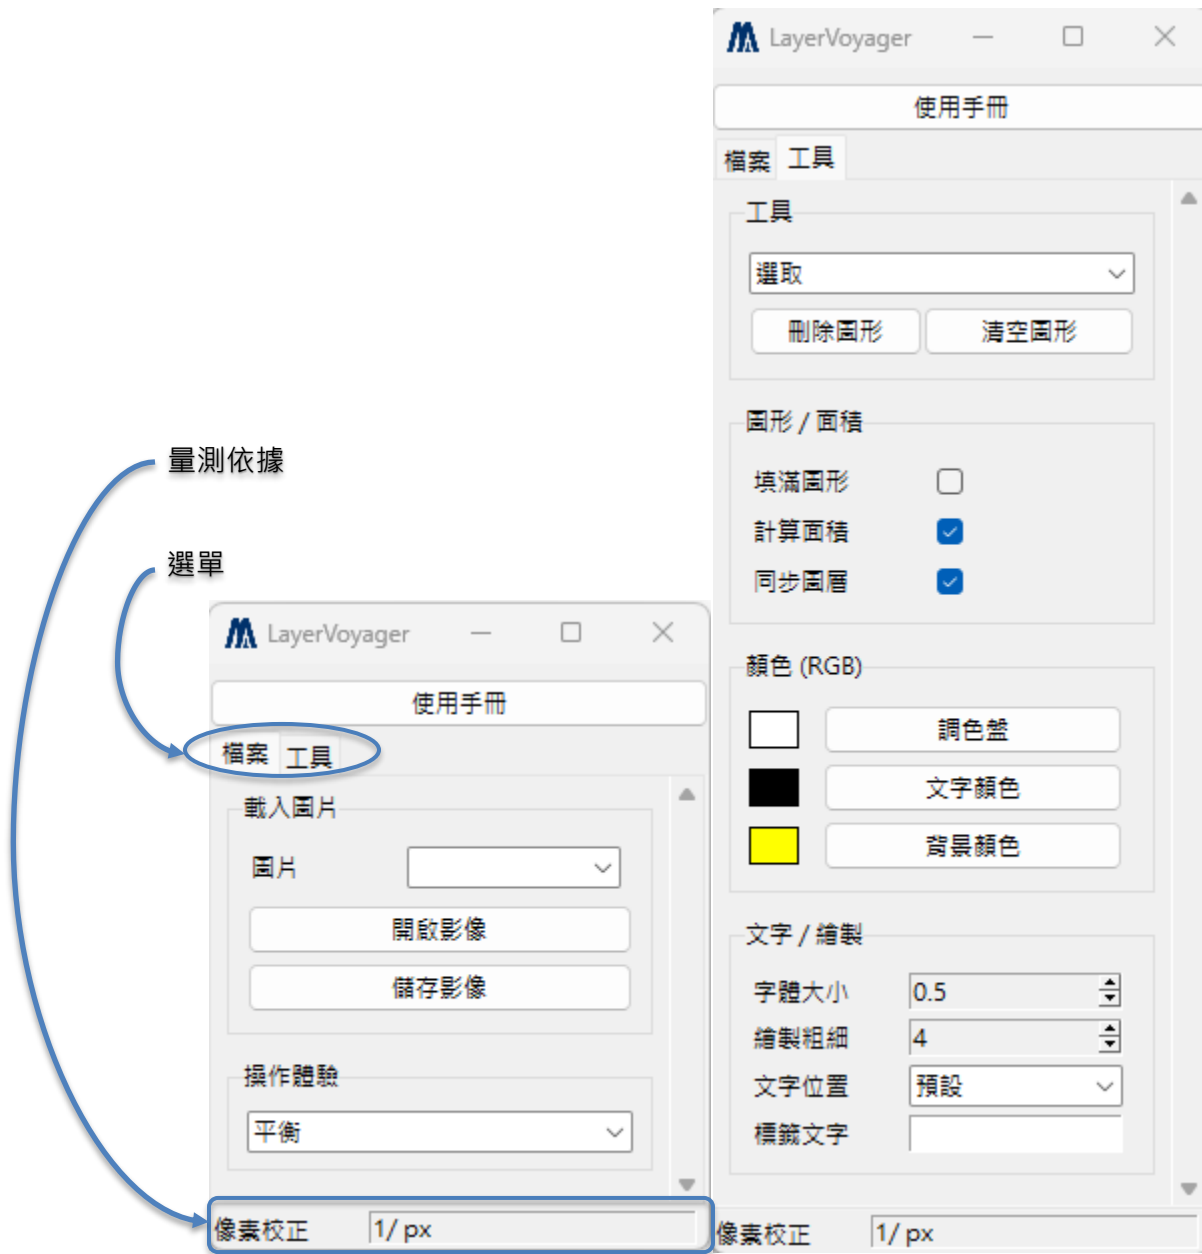 量測依據
選單
LayerVoyager
使用手冊
檔案 工具
載入圖片
圖片
開啟影像
儲存影像
操作體驗
平衡
像素校正 1/ px
LayerVoyager
使用手冊
檔案 工具
工具
選取
刪除圖形 清空圖形
圖形 / 面積
填滿圖形
計算面積
同步圖層
顏色 (RGB)
調色盤
文字顏色
背景顏色
文字 / 繪製
字體大小 0.5
繪製粗細 4
文字位置 預設
標籤文字
像素校正 1/ px